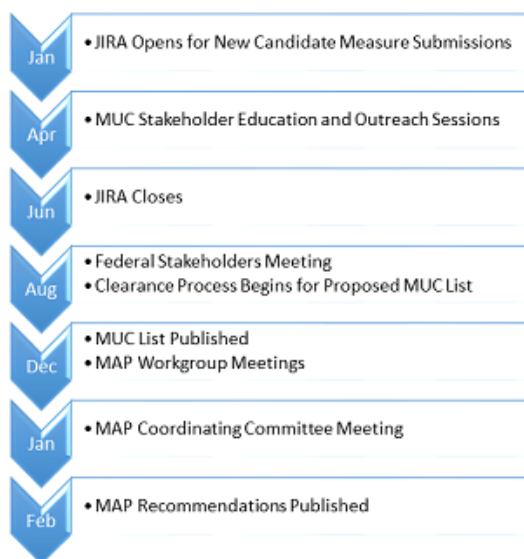 Jan
• JIRA Opens for New Candidate Measure Submissions
Apr
• MUC Stakeholder Education and Outreach Sessions
Jun
• JIRA Closes
Aug
• Federal Stakeholders Meeting
• Clearance Process Begins for Proposed MUC List
Dec
• MUC List Published
• MAP Workgroup Meetings
Jan
• MAP Coordinating Committee Meeting
Feb
• MAP Recommendations Published